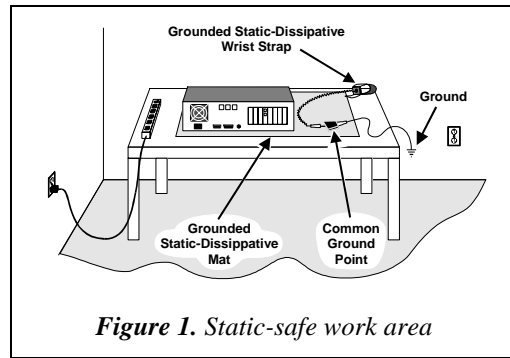 Grounded Static-Dissipative
Wrist Strap
Ground
Grounded
Static-Dissippative
Mat
Common
Ground
Point
Figure 1. Static-safe work area